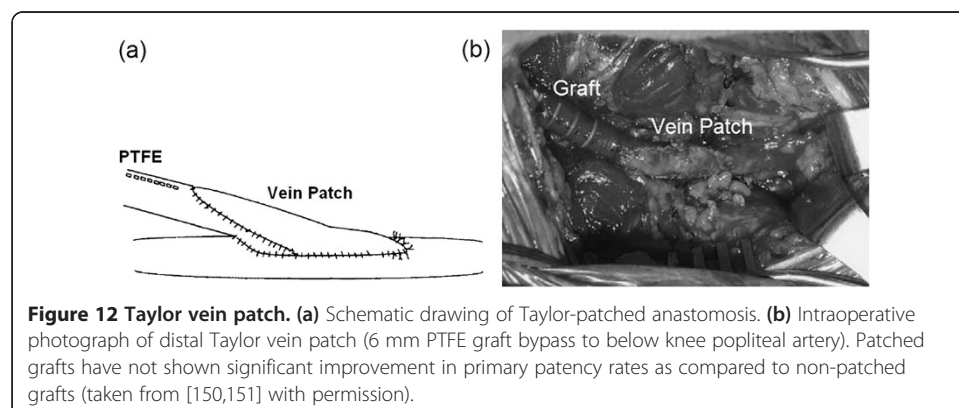 (a)
(b)
PTFE
Vein Patch
Graft
Vein Patch
Figure 12 Taylor vein patch. (a) Schematic drawing of Taylor-patched anastomosis. (b) Intraoperative
photograph of distal Taylor vein patch (6 mm PTFE graft bypass to below knee popliteal artery). Patched
grafts have not shown significant improvement in primary patency rates as compared to non-patched
grafts (taken from [150,151] with permission).